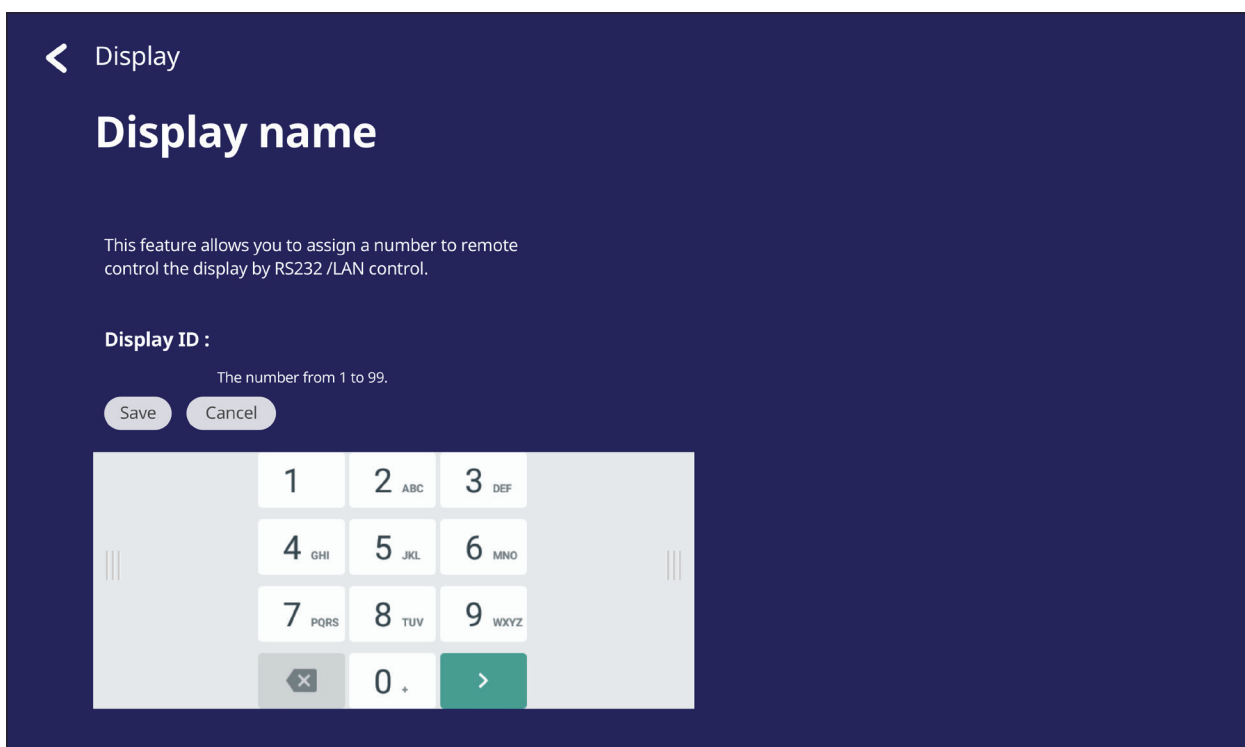 Display
Display name
This feature allows you to assign a number to remote
control the display by RS232 /LAN control.
Display ID :
The number from 1 to 99.
Save Cancel
1 2 ABC 3 DEF
4 GHI 5 JKL 6 MNO
7 PQRS 8 TUV 9 WXYZ
0 +